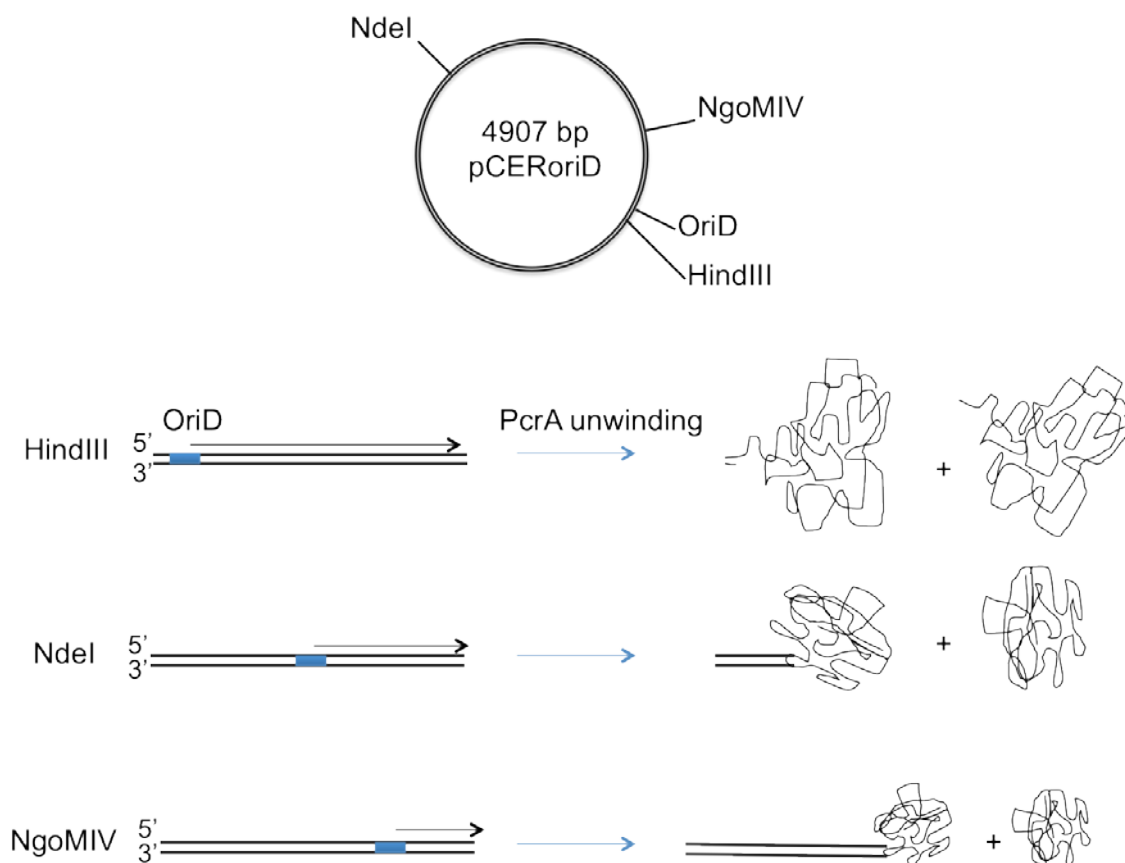 NdeI
NgoMIV
4907 bp
pCERoriD
OriD
HindIII
OriD
PcrA unwinding
HindIII
5’
3’
+
NdeI
5’
3’
+
NgoMIV
5’
3’
+